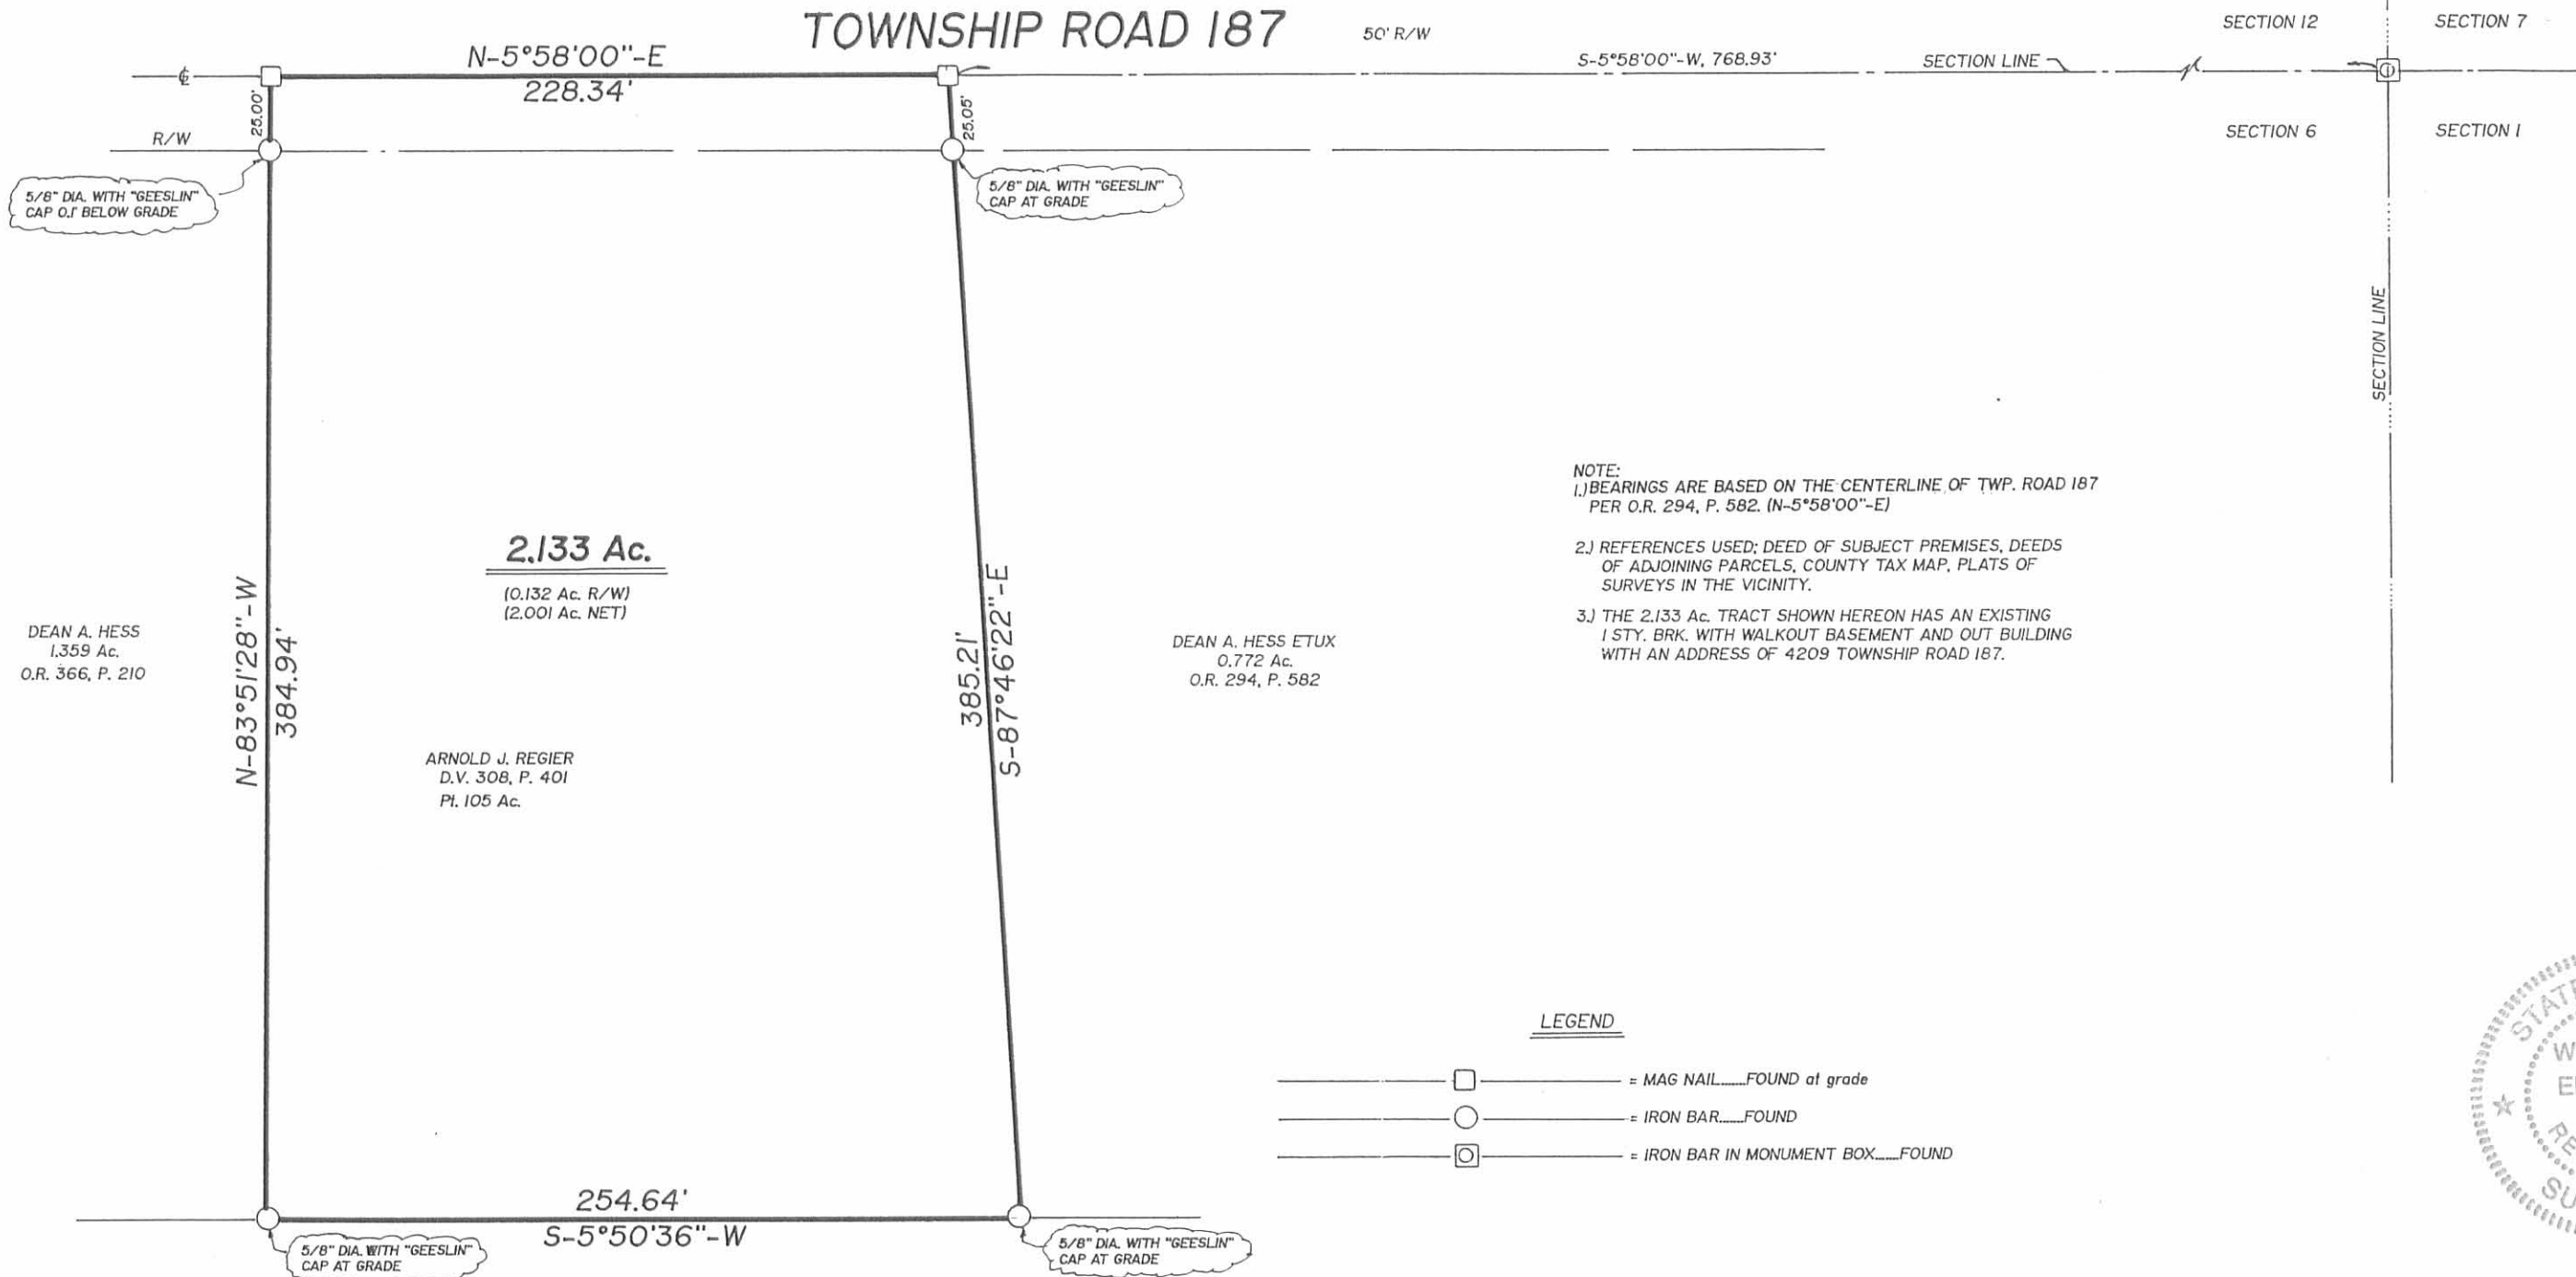 TOWNSHIP ROAD 187
50' R/W
SECTION 12
SECTION 7
N-5°58'00"-E
228.34'
S-5°58'00"-W, 768.93'
SECTION LINE
SECTION 6
SECTION 1
25.00'
25.05'
R/W
5/8" DIA. WITH "GEESLIN"
CAP 0.1' BELOW GRADE
5/8" DIA. WITH "GEESLIN"
CAP AT GRADE
SECTION LINE
NOTE:
1.) BEARINGS ARE BASED ON THE CENTERLINE OF TWP. ROAD 187
PER O.R. 294, P. 582. (N-5°58'00"-E)
2.) REFERENCES USED; DEED OF SUBJECT PREMISES, DEEDS
OF ADJOINING PARCELS, COUNTY TAX MAP, PLATS OF
SURVEYS IN THE VICINITY.
3.) THE 2.133 Ac. TRACT SHOWN HEREON HAS AN EXISTING
1 STY. BRK. WITH WALKOUT BASEMENT AND OUT BUILDING
WITH AN ADDRESS OF 4209 TOWNSHIP ROAD 187.
2.133 Ac.
(0.132 Ac. R/W)
(2.001 Ac. NET)
DEAN A. HESS
1.359 Ac.
O.R. 366, P. 210
N-83°51'28"-W
384.94'
385.21'
S-87°46'22"-E
DEAN A. HESS ETUX
0.772 Ac.
O.R. 294, P. 582
ARNOLD J. REGIER
D.V. 308, P. 401
Pt. 105 Ac.
LEGEND
= MAG NAIL......FOUND at grade
= IRON BAR......FOUND
= IRON BAR IN MONUMENT BOX......FOUND
254.64'
S-5°50'36"-W
5/8" DIA. WITH "GEESLIN"
CAP AT GRADE
5/8" DIA. WITH "GEESLIN"
CAP AT GRADE